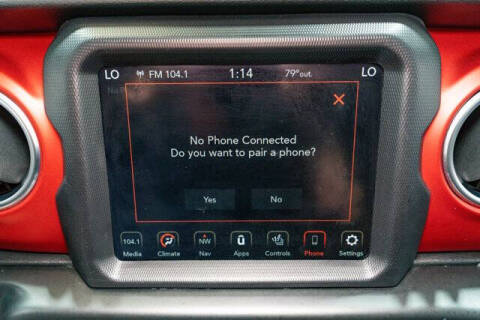 LO FM 104.1 1:14 79°out LO
No Phone Connected
Do you want to pair a phone?
Yes No
104.1 NW
Media Climate Nav Apps Controls Phone Settings